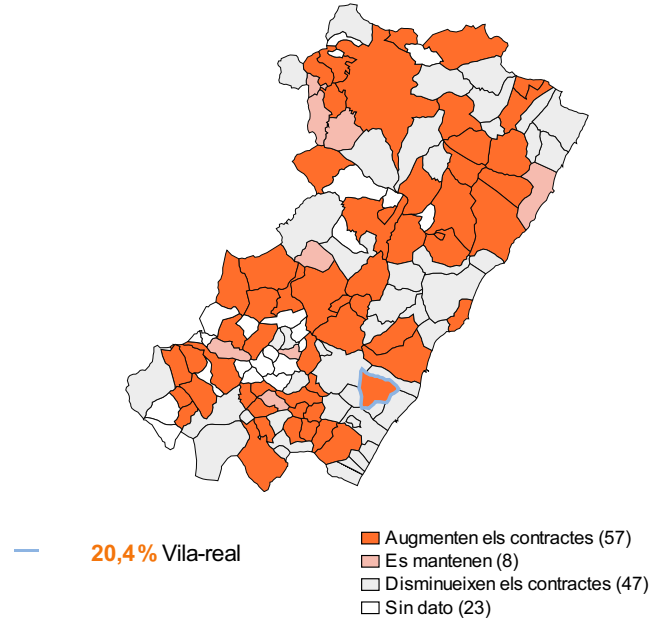 20,4% Vila-real
Augmenten els contractes (57)
Es mantenen (8)
Disminueixen els contractes (47)
Sin dato (23)